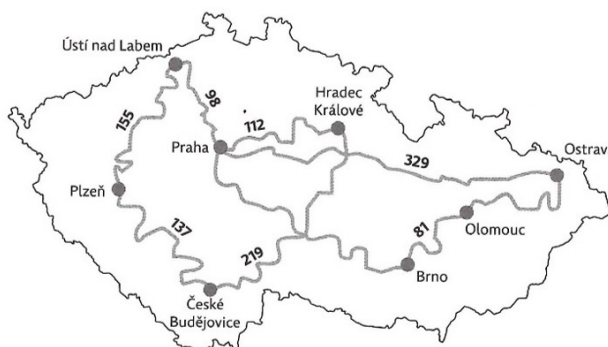 Ústí nad Labem
98
155
Hradec
Králové
112
Praha
329
Ostrav
Plzeň
137
81
Olomouc
219
Brno
České
Budějovice